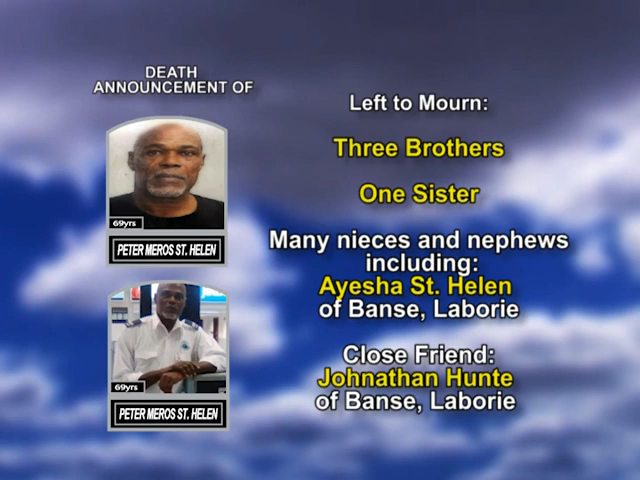 DEATH
ANNOUNCEMENT OF
69yrs
PETER MEROS ST. HELEN
69yrs
PETER MEROS ST. HELEN
Left to Mourn:
Three Brothers
One Sister
Many nieces and nephews
including:
Ayesha St. Helen
of Banse, Laborie
Close Friend:
Johnathan Hunte
of Banse, Laborie